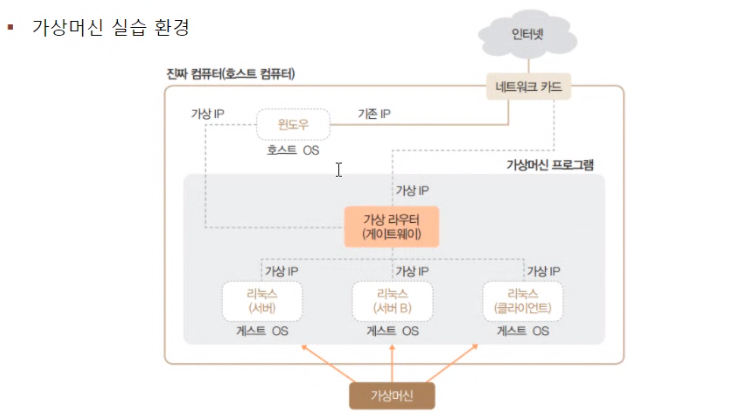 가상머신 실습 환경
인터넷
진짜 컴퓨터(호스트 컴퓨터)
네트워크 카드
가상 IP
윈도우
기존 IP
호스트 OS
가상머신 프로그램
가상 IP
가상 라우터
(게이트웨이)
가상 IP
가상 IP
가상 IP
리눅스
(서버)
리눅스
(서버 B)
리눅스
(클라이언트)
게스트 OS
게스트 OS
게스트 OS
가상머신